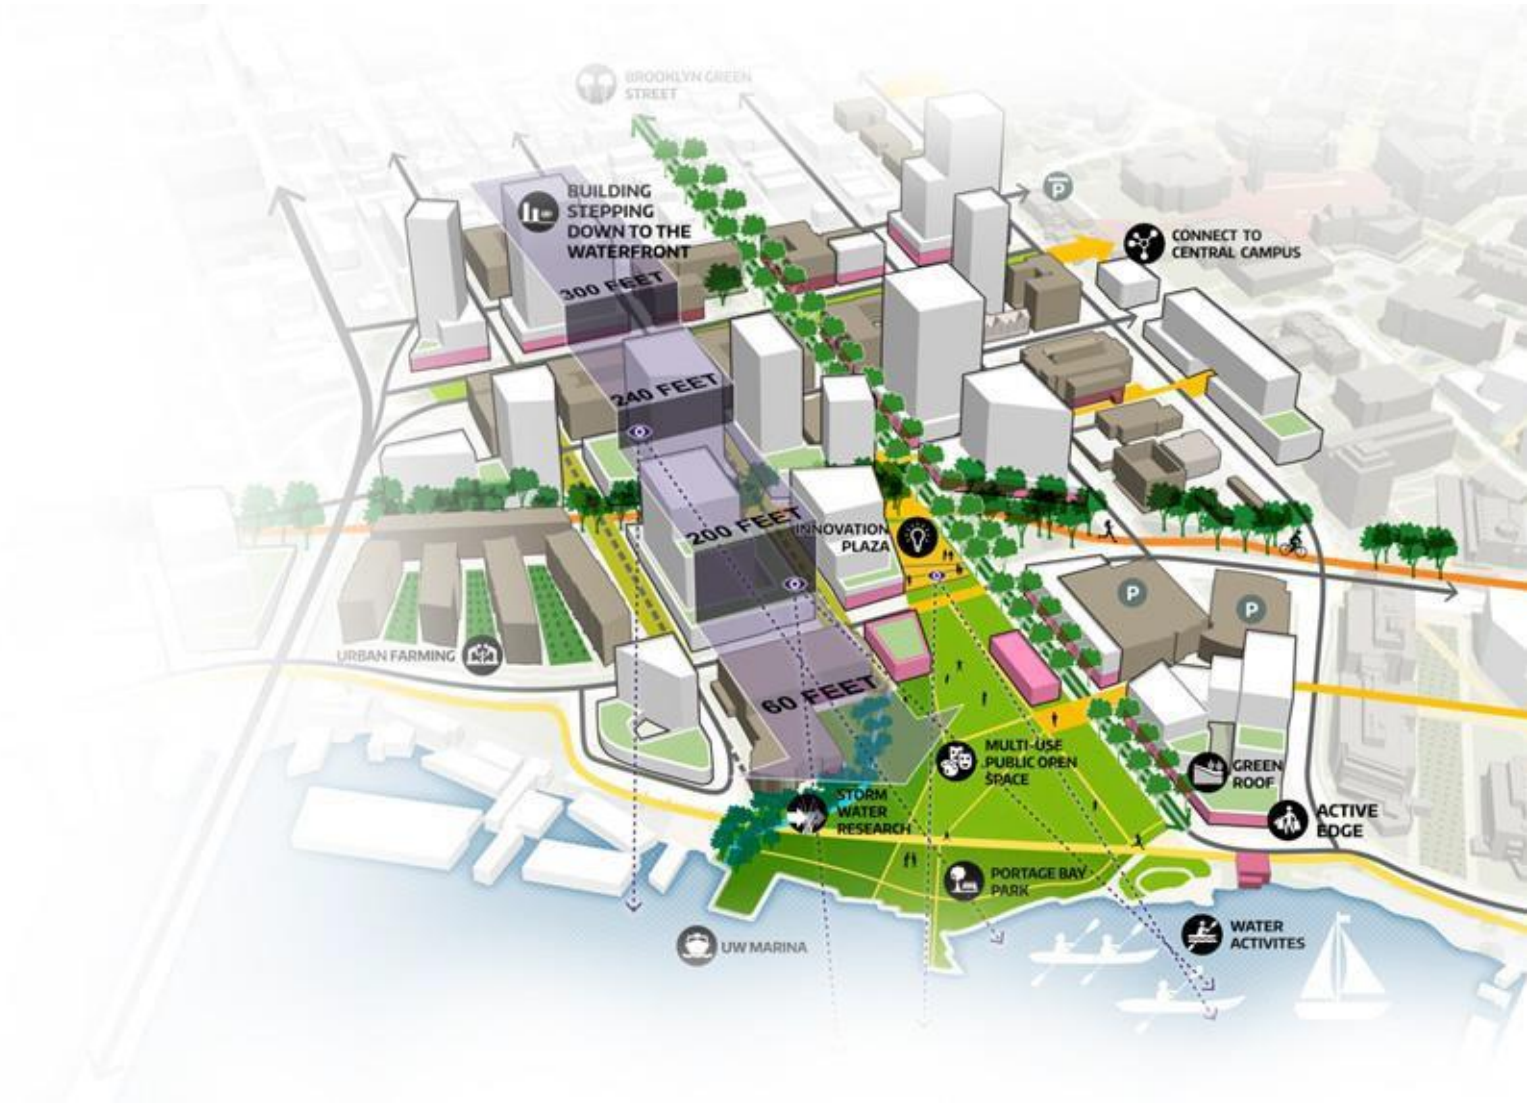 BROOKLYN GREEN
STREET
BUILDING
STEPPING
DOWN TO THE
WATERFRONT
P
CONNECT TO
CENTRAL CAMPUS
300 FEET
240 FEET
200 FEET
INNOVATION
PLAZA
P
P
URBAN FARMING
60 FEET
MULTI-USE
PUBLIC OPEN
SPACE
GREEN
ROOF
STORM
WATER
RESEARCH
ACTIVE
EDGE
PORTAGE BAY
PARK
UW MARINA
WATER
ACTIVITES